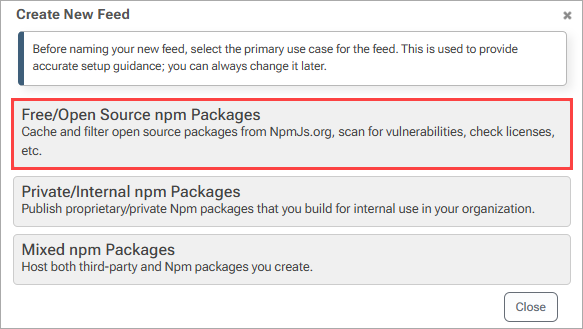 Create New Feed
Before naming your new feed, select the primary use case for the feed. This is used to provide
accurate setup guidance; you can always change it later.
Free/Open Source npm Packages
Cache and filter open source packages from NpmJs.org, scan for vulnerabilities, check licenses,
etc.
Private/Internal npm Packages
Publish proprietary/private Npm packages that you build for internal use in your organization.
Mixed npm Packages
Host both third-party and Npm packages you create.
Close